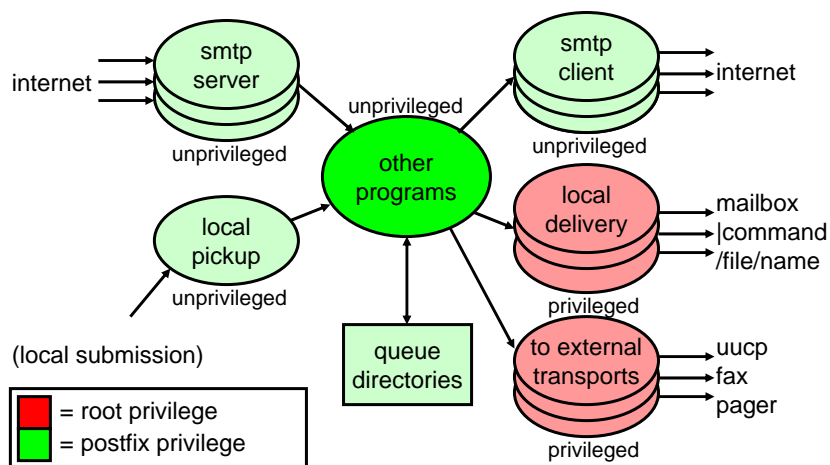 smtp
server
internet
unprivileged
unprivileged
other
programs
smtp
client
internet
unprivileged
local
pickup
unprivileged
(local submission)
local
delivery
mailbox
|command
/file/name
privileged
queue
directories
to external
transports
uucp
fax
pager
privileged
= root privilege
= postfix privilege